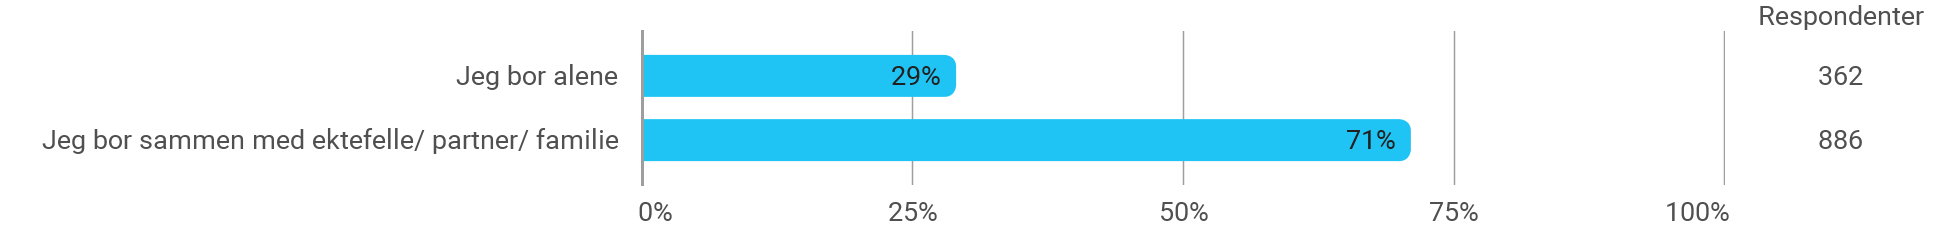 Respondenter
Jeg bor alene 29% 362
Jeg bor sammen med ektefelle/ partner/ familie 71% 886
0% 25% 50% 75% 100%